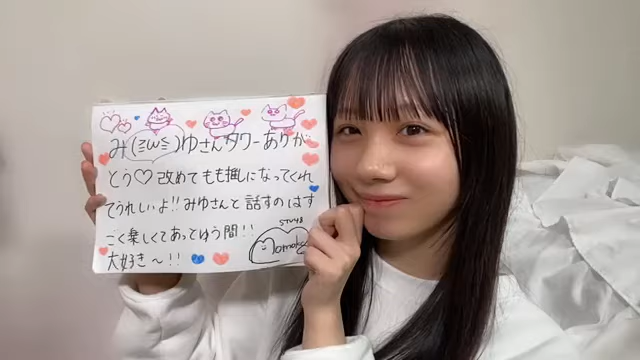 み(ミωミ)ゆさんタワーありが
とう♡改めてもも推しになってくれ
てうれしいよ!!みゆさんと話すのはす
ごく楽しくてあってゆう間!!
大好き〜!!
STU48
Momoka